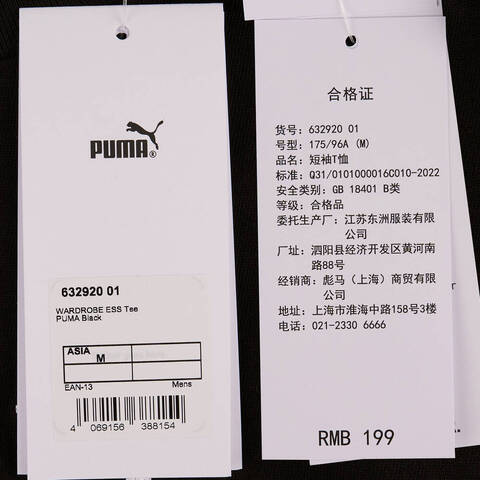 PUMA®
632920 01
WARDROBE ESS Tee
PUMA Black
ASIA
M
EAN-13 Mens
4 069156 388154
合格证
货号: 632920 01
号型: 175/96A (M)
品名: 短袖T恤
标准: Q31/0101000016C010-2022
安全类别: GB 18401 B类
等级: 合格品
委托生产厂: 江苏东洲服装有限公
司
厂址: 泗阳县经济开发区黄河南
路88号
经销商: 彪马（上海）商贸有限
公司
地址: 上海市淮海中路158号3楼
电话: 021-2330 6666
RMB 199